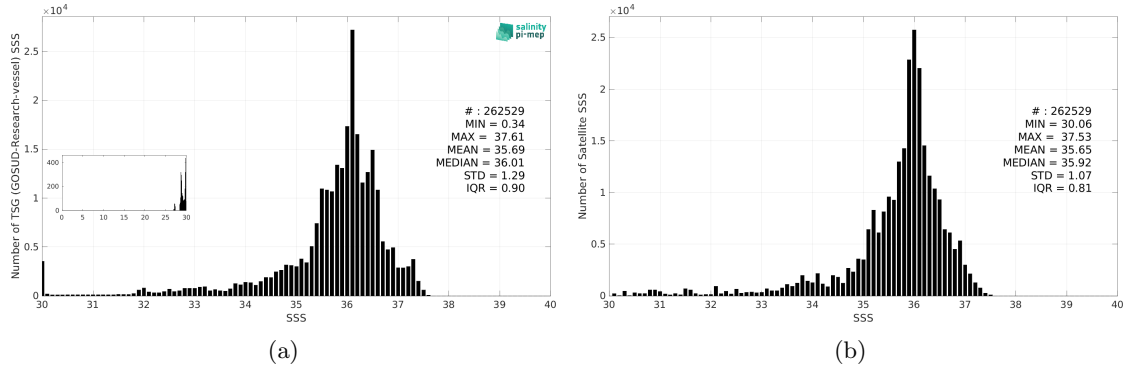 ×10⁴
salinity
pi-mep
Number of TSG (GOSUD-Research-vessel) SSS
2.5
2
1.5
1
0.5
0
# : 262529
MIN = 0.34
MAX = 37.61
MEAN = 35.69
MEDIAN = 36.01
STD = 1.29
IQR = 0.90
400
200
0
0 5 10 15 20 25 30
30 31 32 33 34 35 36 37 38 39 40
SSS
(a)
×10⁴
Number of Satellite SSS
2.5
2
1.5
1
0.5
0
# : 262529
MIN = 30.06
MAX = 37.53
MEAN = 35.65
MEDIAN = 35.92
STD = 1.07
IQR = 0.81
30 31 32 33 34 35 36 37 38 39 40
SSS
(b)